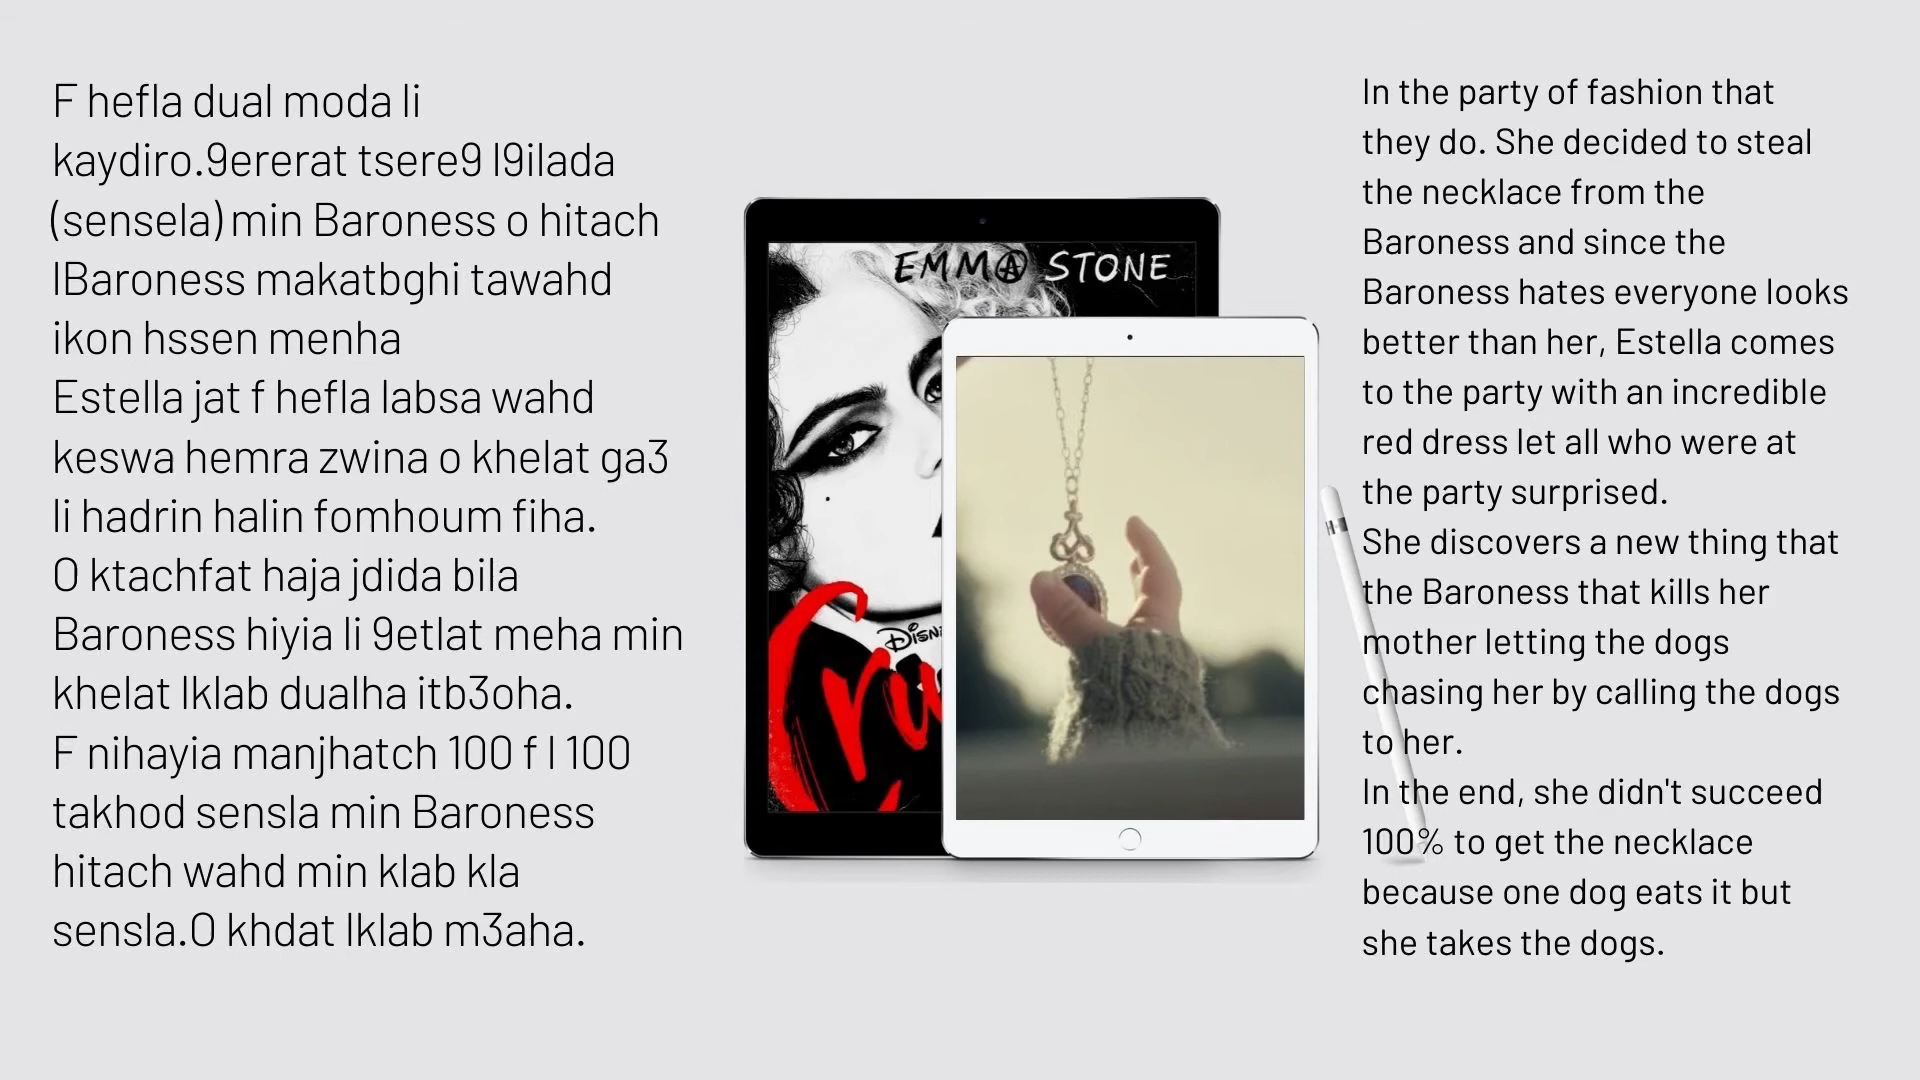 F hefla dual moda li
kaydiro.9ererat tsere9 l9ilada
(sensela) min Baroness o hitach
lBaroness makatbghi tawahd
ikon hssen menha
Estella jat f hefla labsa wahd
keswa hemra zwina o khelat ga3
li hadrin halin fomhoum fiha.
O ktachfat haja jdida bila
Baroness hiyia li 9etlat meha min
khelat lklab dualha itb3oha.
F nihayia manjhatch 100 f l 100
takhod sensla min Baroness
hitach wahd min klab kla
sensla.O khdat lklab m3aha.
EMMA STONE
Disn
Cru
In the party of fashion that
they do. She decided to steal
the necklace from the
Baroness and since the
Baroness hates everyone looks
better than her, Estella comes
to the party with an incredible
red dress let all who were at
the party surprised.
She discovers a new thing that
the Baroness that kills her
mother letting the dogs
chasing her by calling the dogs
to her.
In the end, she didn't succeed
100% to get the necklace
because one dog eats it but
she takes the dogs.